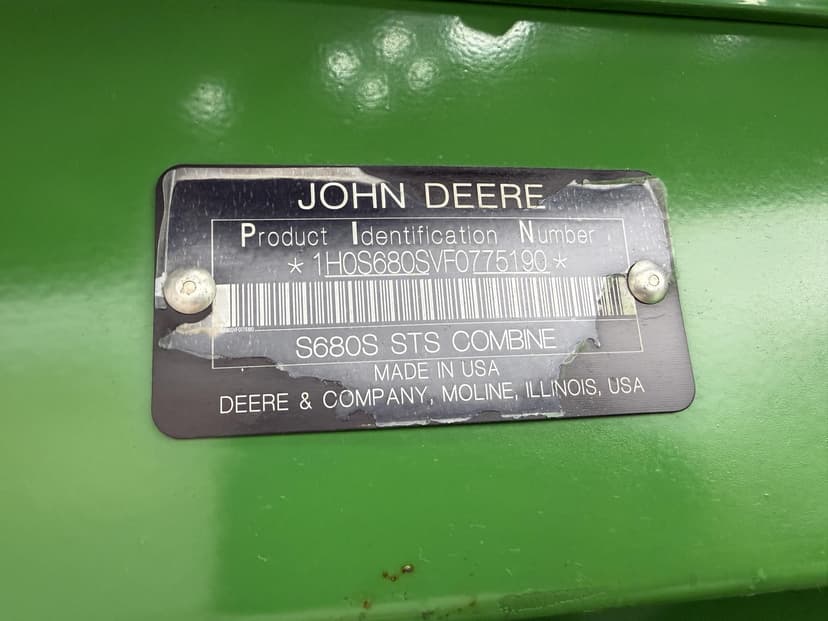 JOHN DEERE
Product Identification Number
*1H0S680SVF0775190*
S680S STS COMBINE
MADE IN USA
DEERE & COMPANY, MOLINE, ILLINOIS, USA